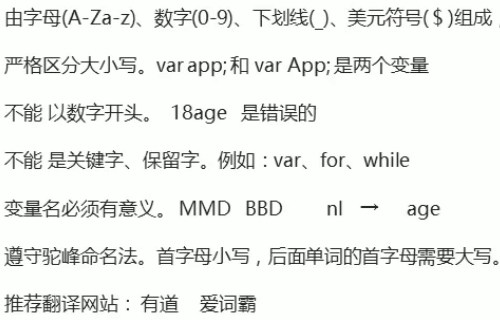 由字母(A-Za-z)、数字(0-9)、下划线(_)、美元符号( $ )组成，
严格区分大小写。var app; 和 var App; 是两个变量
不能 以数字开头。 18age 是错误的
不能 是关键字、保留字。例如：var、for、while
变量名必须有意义。 MMD BBD nl → age
遵守驼峰命名法。首字母小写，后面单词的首字母需要大写。
推荐翻译网站： 有道 爱词霸